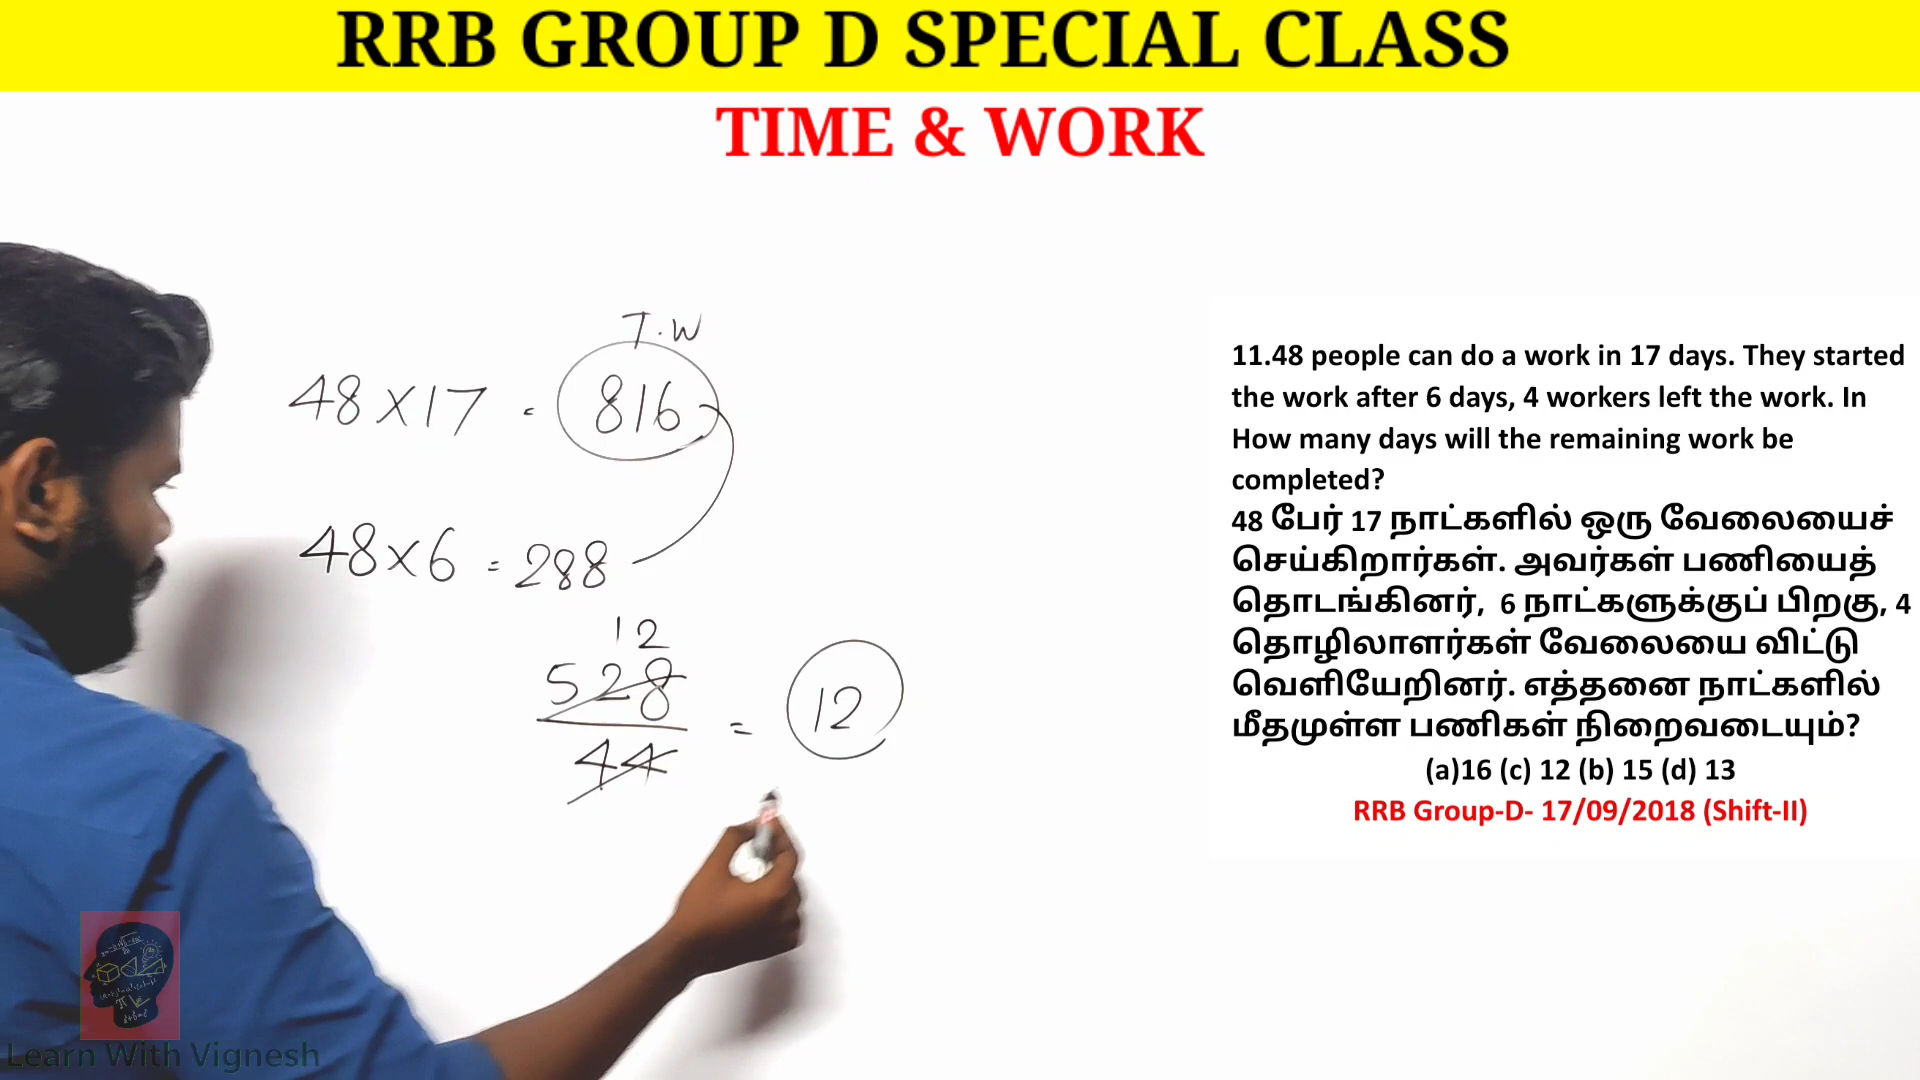 RRB GROUP D SPECIAL CLASS
TIME & WORK
T.W
48 x 17 = 816
48 x 6 = 288
12
528
44
= 12
11.48 people can do a work in 17 days. They started
the work after 6 days, 4 workers left the work. In
How many days will the remaining work be
completed?
48 பேர் 17 நாட்களில் ஒரு வேலையைச்
செய்கிறார்கள். அவர்கள் பணியைத்
தொடங்கினர், 6 நாட்களுக்குப் பிறகு, 4
தொழிலாளர்கள் வேலையை விட்டு
வெளியேறினர். எத்தனை நாட்களில்
மீதமுள்ள பணிகள் நிறைவடையும்?
(a)16 (c) 12 (b) 15 (d) 13
RRB Group-D- 17/09/2018 (Shift-II)
Learn With Vignesh